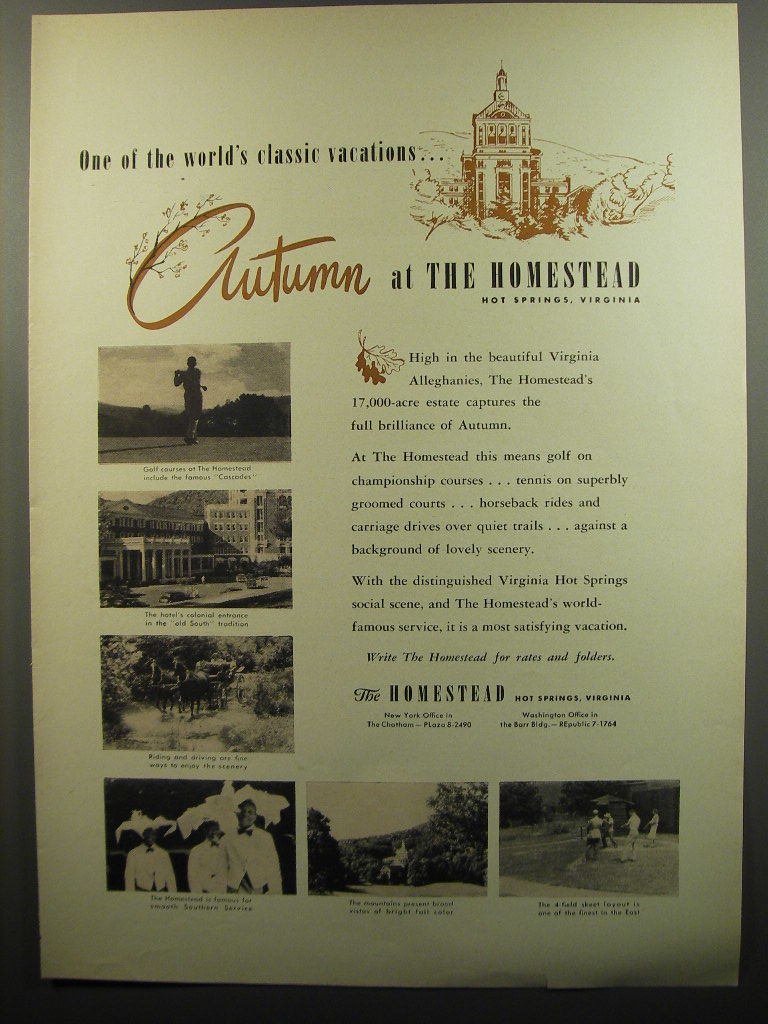 One of the world's classic vacations...
Autumn at THE HOMESTEAD
HOT SPRINGS, VIRGINIA
High in the beautiful Virginia
Alleghanies, The Homestead's
17,000-acre estate captures the
full brilliance of Autumn.
At The Homestead this means golf on
championship courses . . . tennis on superbly
groomed courts . . . horseback rides and
carriage drives over quiet trails . . . against a
background of lovely scenery.
With the distinguished Virginia Hot Springs
social scene, and The Homestead's world-
famous service, it is a most satisfying vacation.
Write The Homestead for rates and folders.
The HOMESTEAD HOT SPRINGS, VIRGINIA
New York Office in
The Chatham — PLaza 8-2490
Washington Office in
the Barr Bldg. — REpublic 7-1764
Golf courses at The Homestead
include the famous "Cascades"
The hotel's colonial entrance
in the "old South" tradition
Riding and driving are fine
ways to enjoy the scenery
The Homestead is famous for
smooth Southern Service
The mountains present broad
vistas of bright fall color
The 4-field skeet layout is
one of the finest in the East